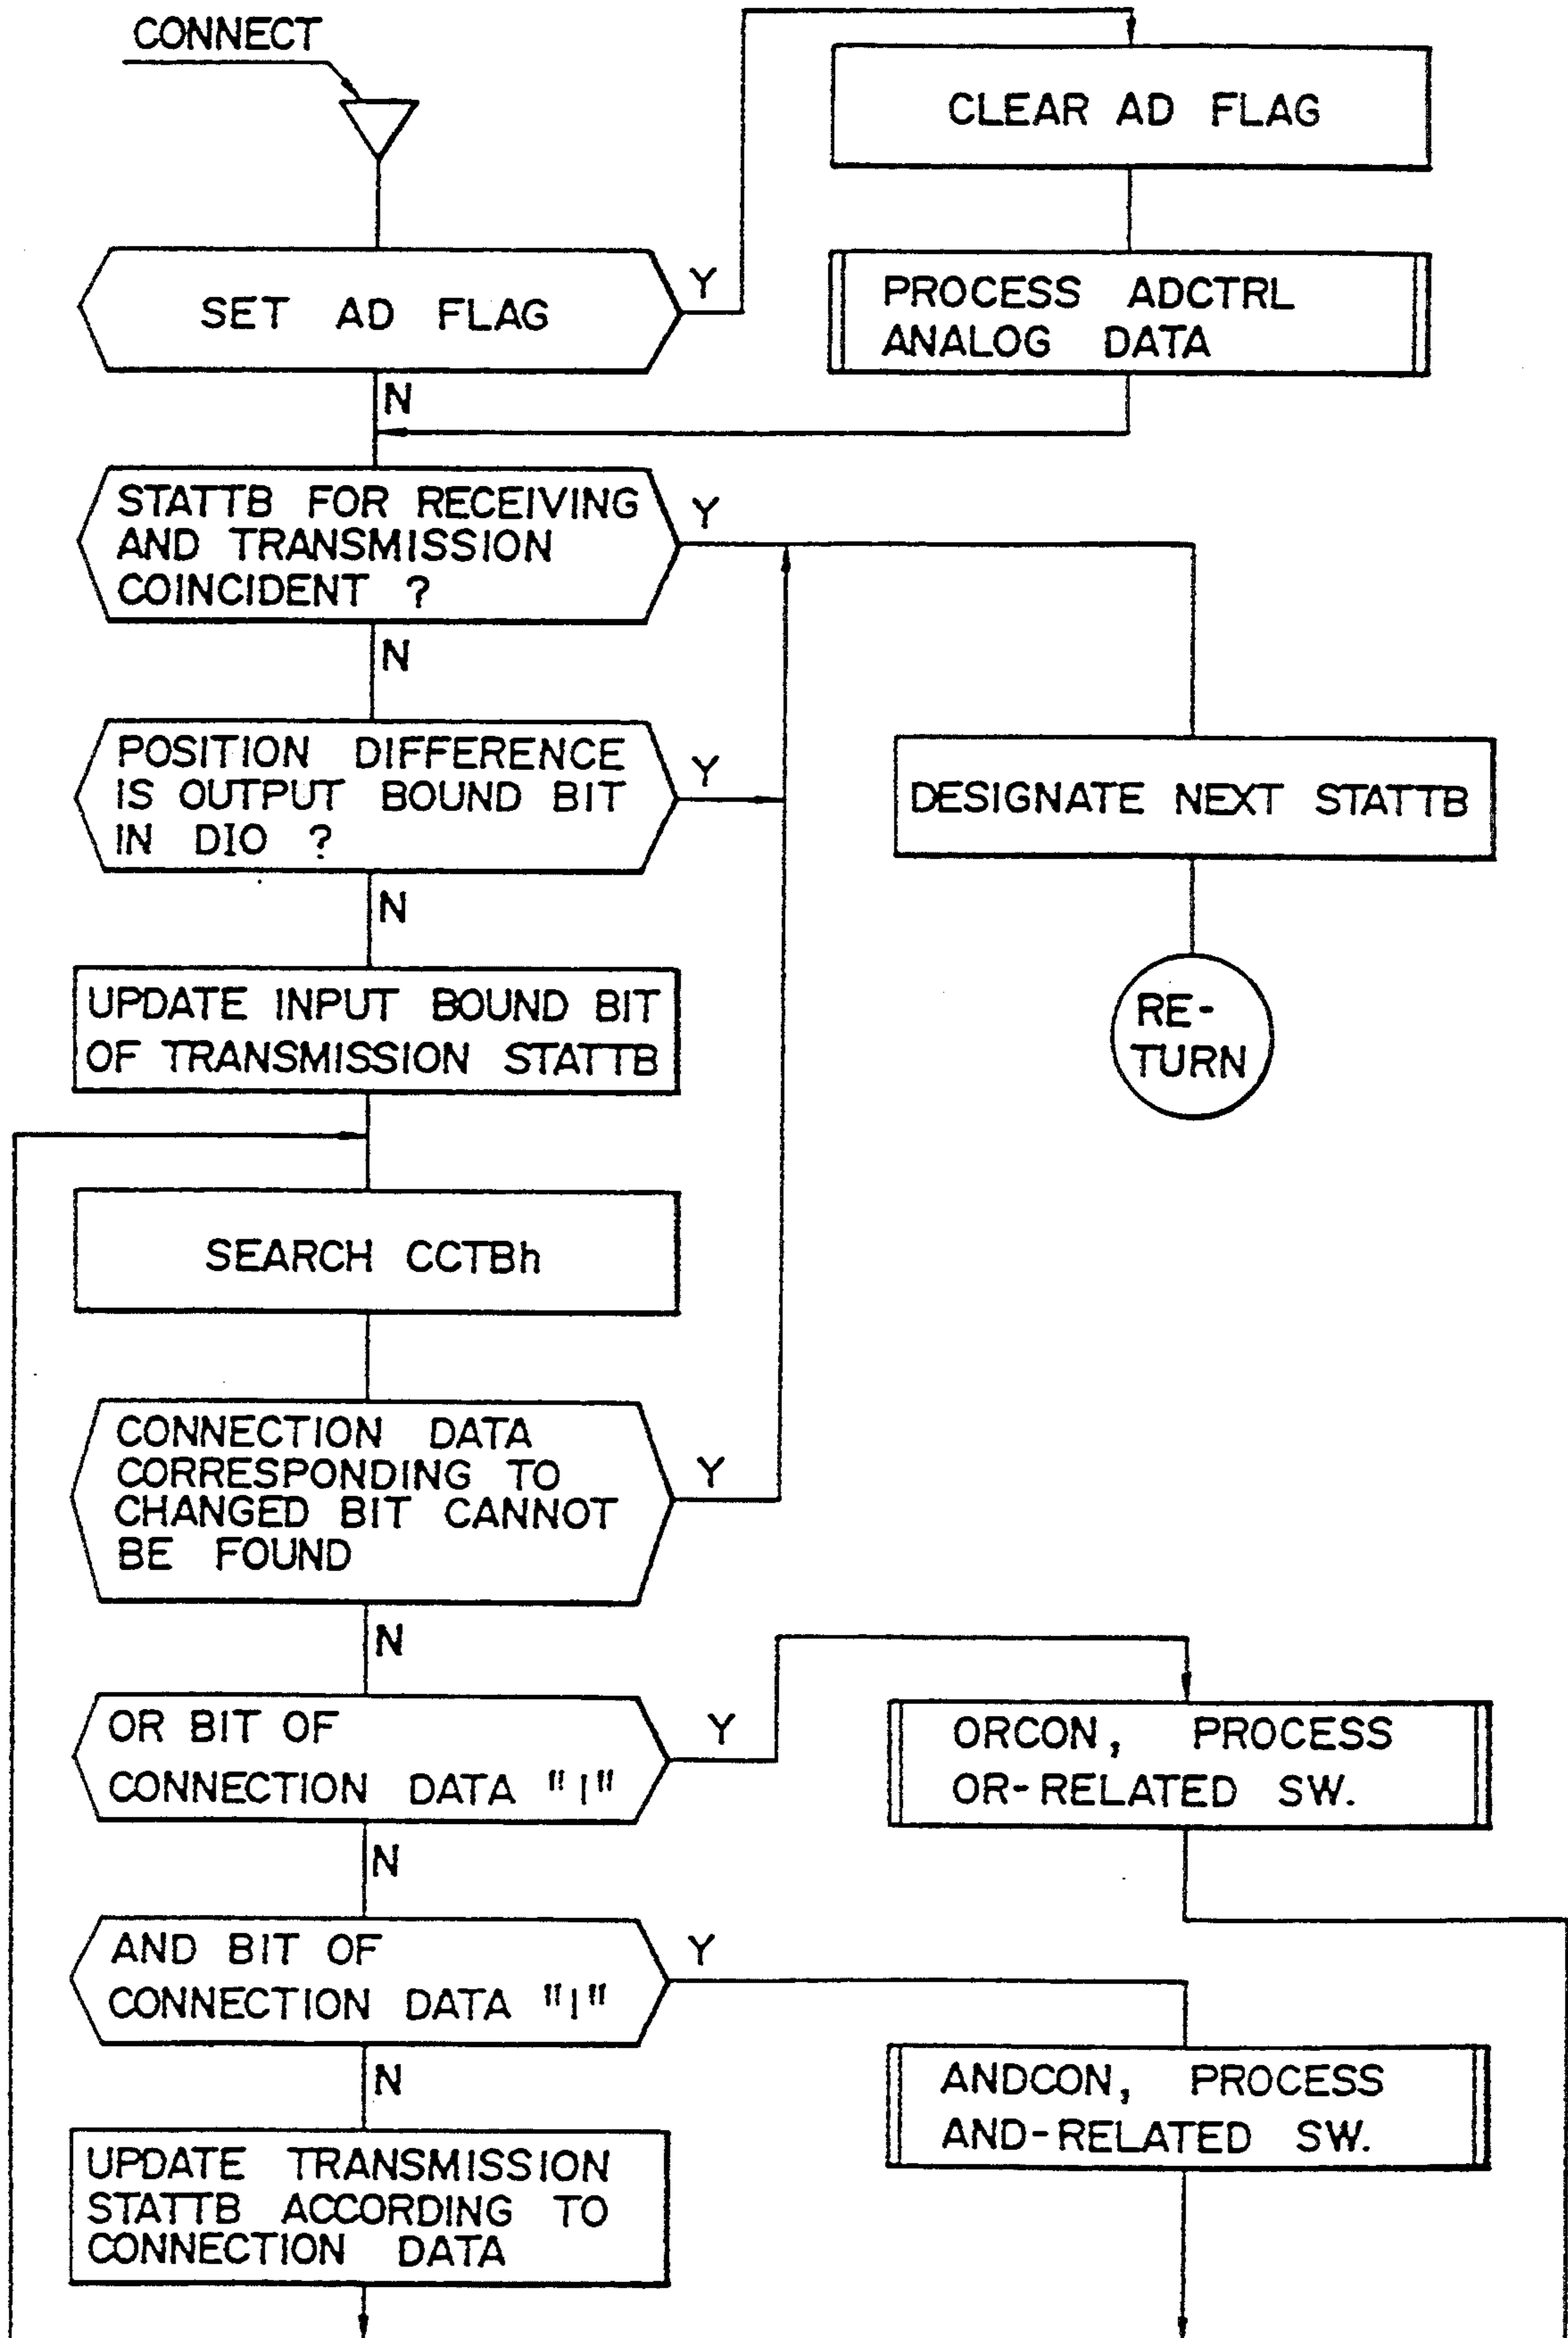 CONNECT
CLEAR AD FLAG
SET AD FLAG
Y
PROCESS ADCTRL
ANALOG DATA
N
STATTB FOR RECEIVING
AND TRANSMISSION
COINCIDENT ?
Y
N
POSITION DIFFERENCE
IS OUTPUT BOUND BIT
IN DIO ?
Y
DESIGNATE NEXT STATTB
N
UPDATE INPUT BOUND BIT
OF TRANSMISSION STATTB
RE-
TURN
SEARCH CCTBh
CONNECTION DATA
CORRESPONDING TO
CHANGED BIT CANNOT
BE FOUND
Y
N
OR BIT OF
CONNECTION DATA "1"
Y
ORCON, PROCESS
OR-RELATED SW.
N
AND BIT OF
CONNECTION DATA "1"
Y
N
ANDCON, PROCESS
AND-RELATED SW.
UPDATE TRANSMISSION
STATTB ACCORDING TO
CONNECTION DATA